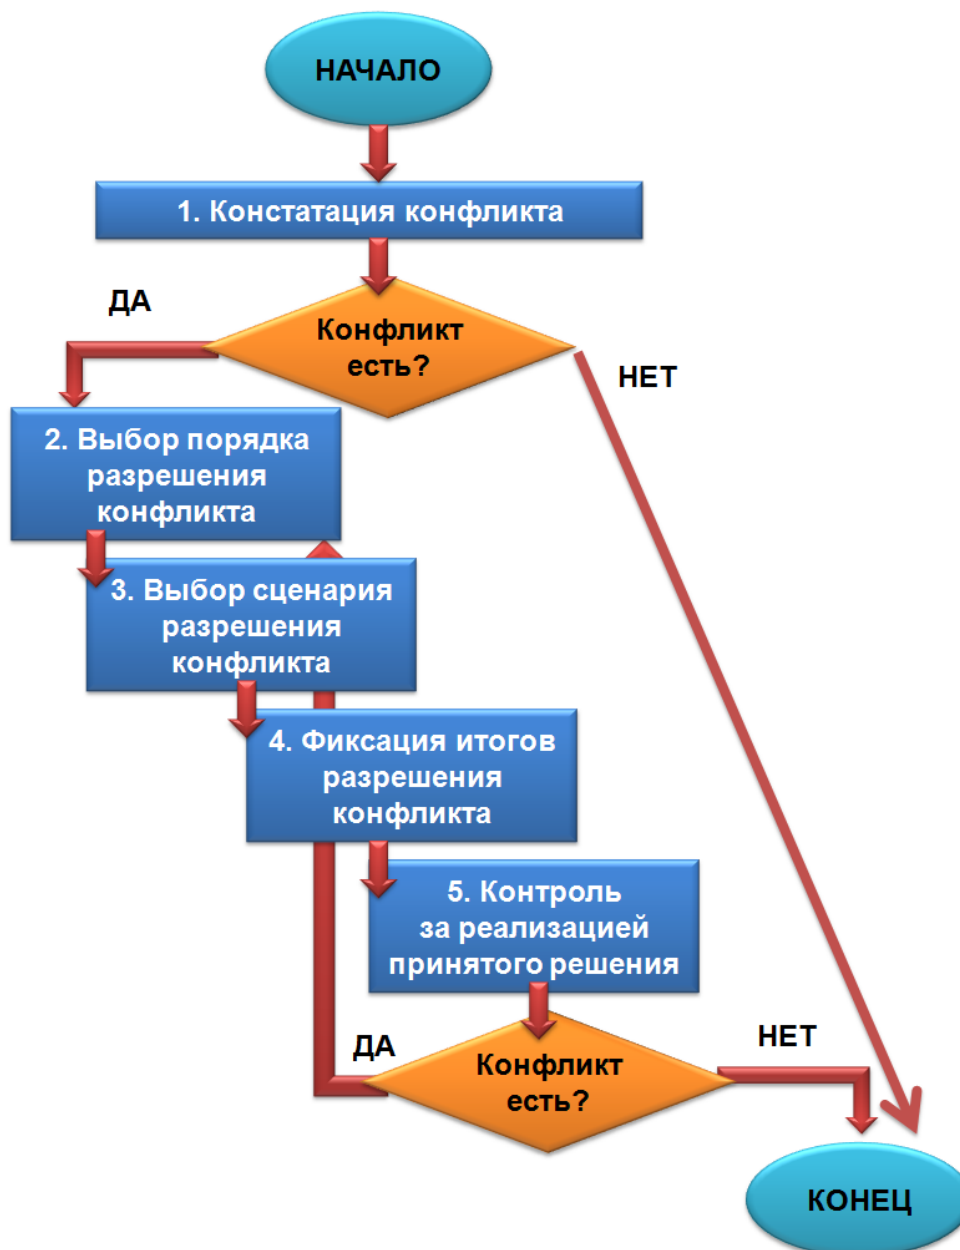 НАЧАЛО
1. Констатация конфликта
ДА
Конфликт
есть?
НЕТ
2. Выбор порядка
разрешения
конфликта
3. Выбор сценария
разрешения
конфликта
4. Фиксация итогов
разрешения
конфликта
5. Контроль
за реализацией
принятого решения
ДА
Конфликт
есть?
НЕТ
КОНЕЦ